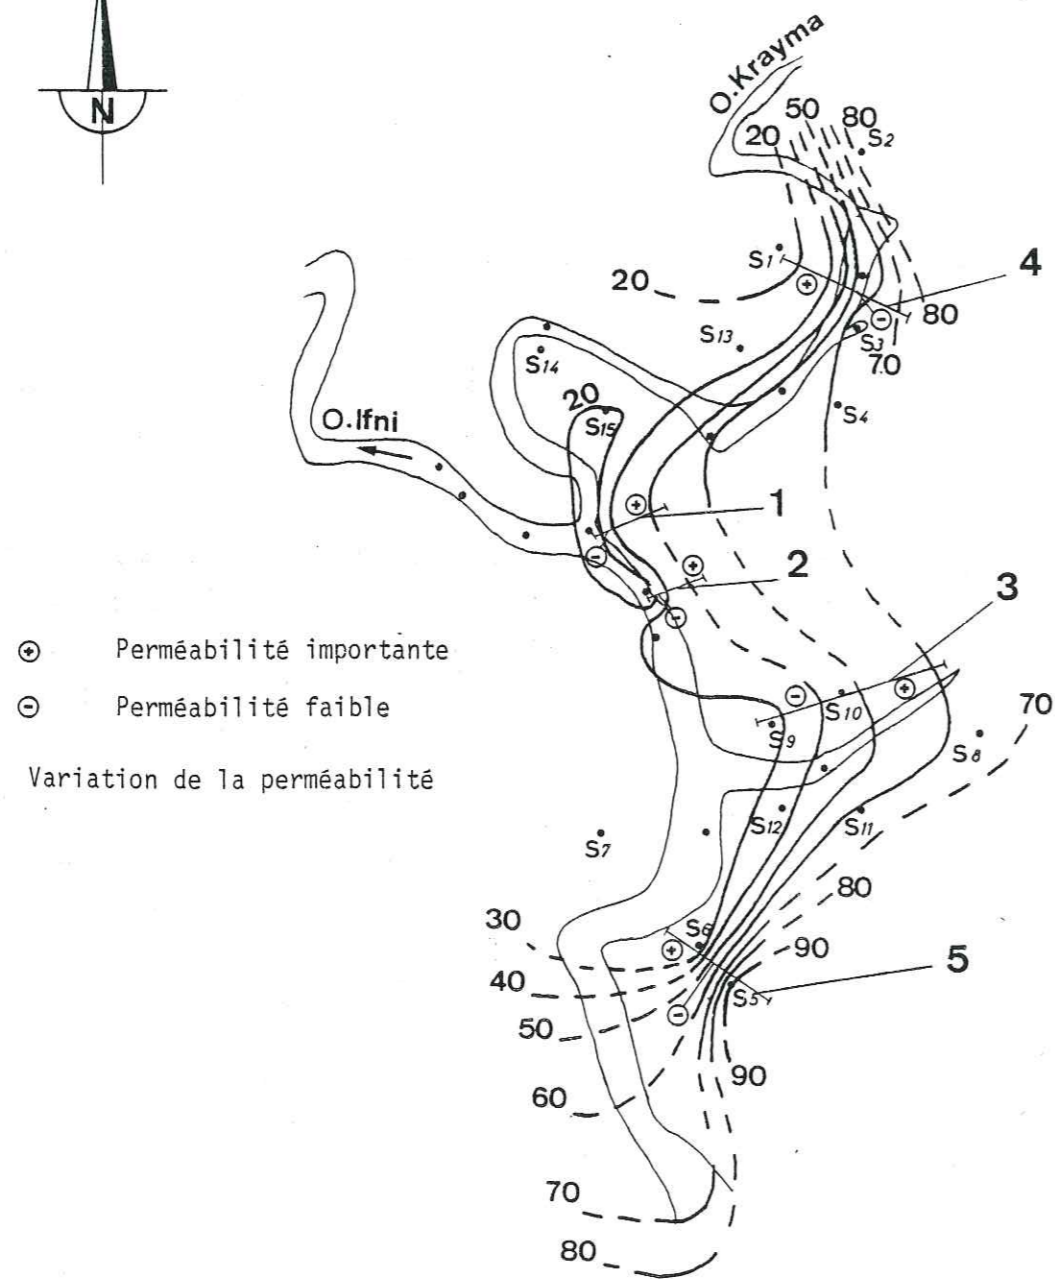 N
O.Krayma
20
50
80
S2
S1
4
20
80
S13
S3
70
S14
S4
20
S15
O.Ifni
1
2
3
Perméabilité importante
Perméabilité faible
Variation de la perméabilité
S10
S9
70
S8
S12
S11
S7
80
30
S6
90
5
40
S5
50
90
60
70
80